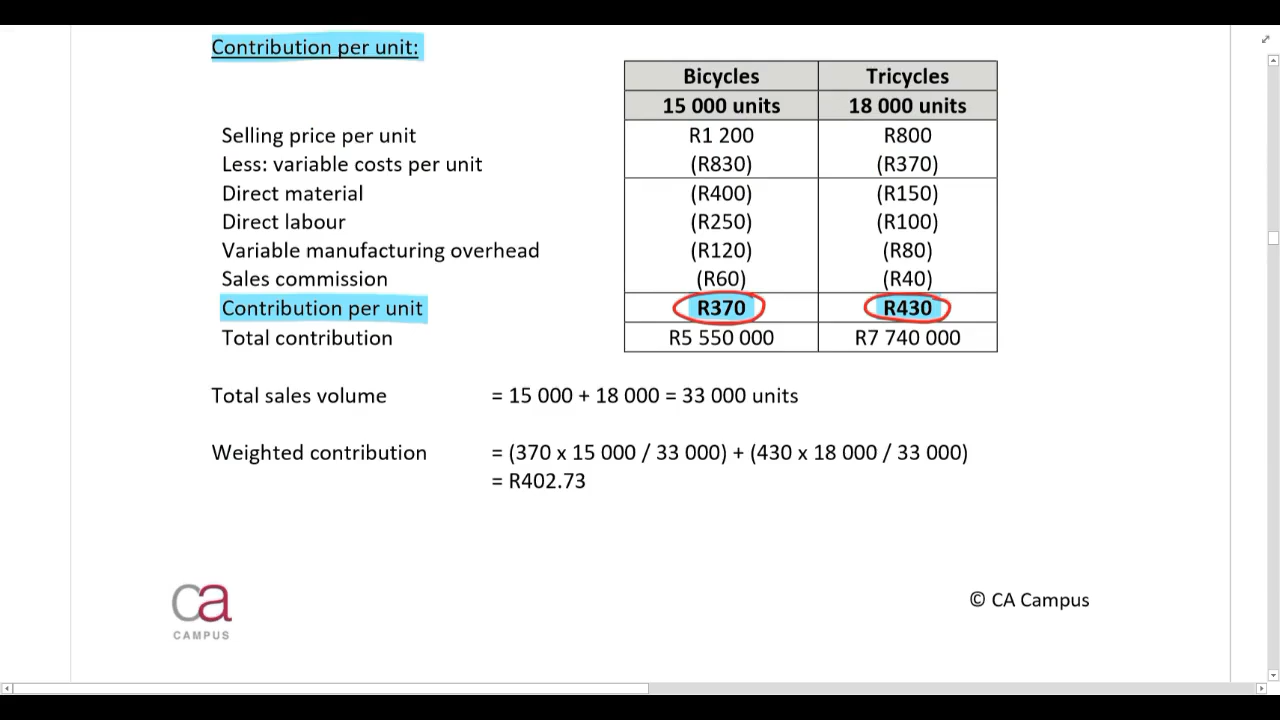 Contribution per unit:
Bicycles Tricycles
15 000 units 18 000 units
Selling price per unit R1 200 R800
Less: variable costs per unit (R830) (R370)
Direct material (R400) (R150)
Direct labour (R250) (R100)
Variable manufacturing overhead (R120) (R80)
Sales commission (R60) (R40)
Contribution per unit R370 R430
Total contribution R5 550 000 R7 740 000
Total sales volume = 15 000 + 18 000 = 33 000 units
Weighted contribution = (370 x 15 000 / 33 000) + (430 x 18 000 / 33 000)
= R402.73
ca
CAMPUS
© CA Campus